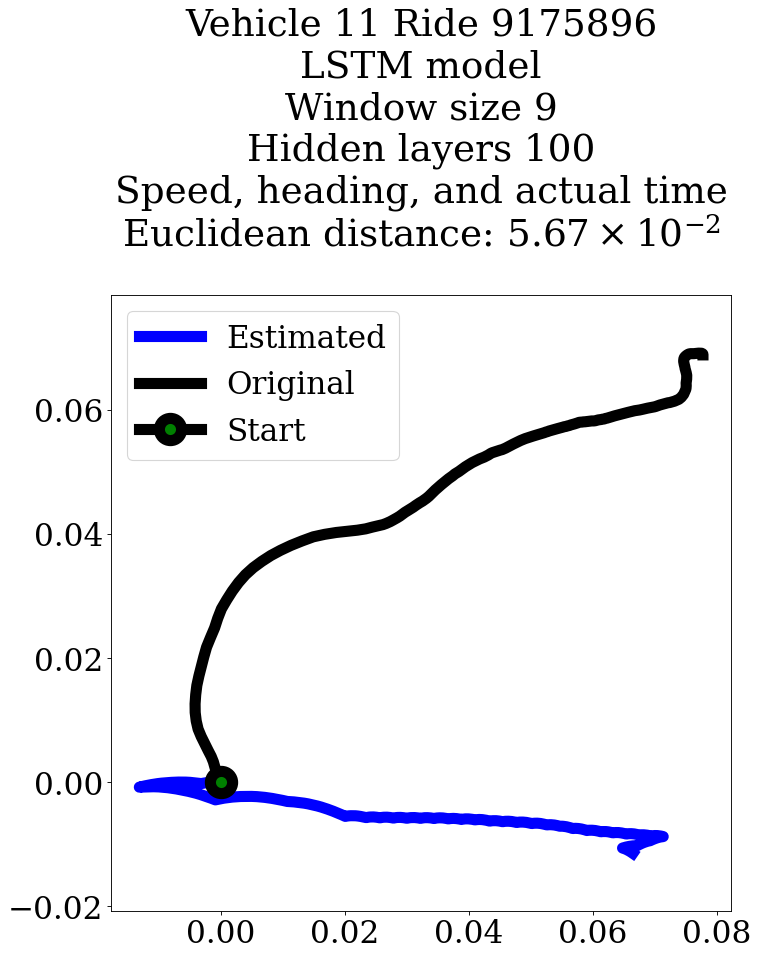 Vehicle 11 Ride 9175896
LSTM model
Window size 9
Hidden layers 100
Speed, heading, and actual time
Euclidean distance: 5.67 × 10⁻²
Estimated
Original
Start
0.06
0.04
0.02
0.00
−0.02
0.00 0.02 0.04 0.06 0.08